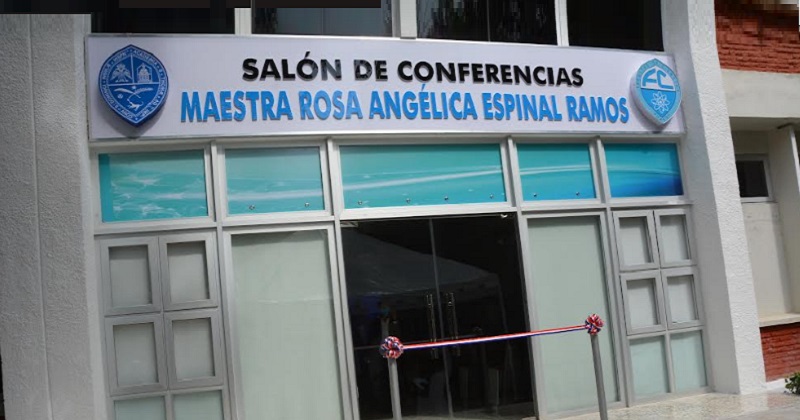 SALÓN DE CONFERENCIAS
MAESTRA ROSA ANGÉLICA ESPINAL RAMOS
FC